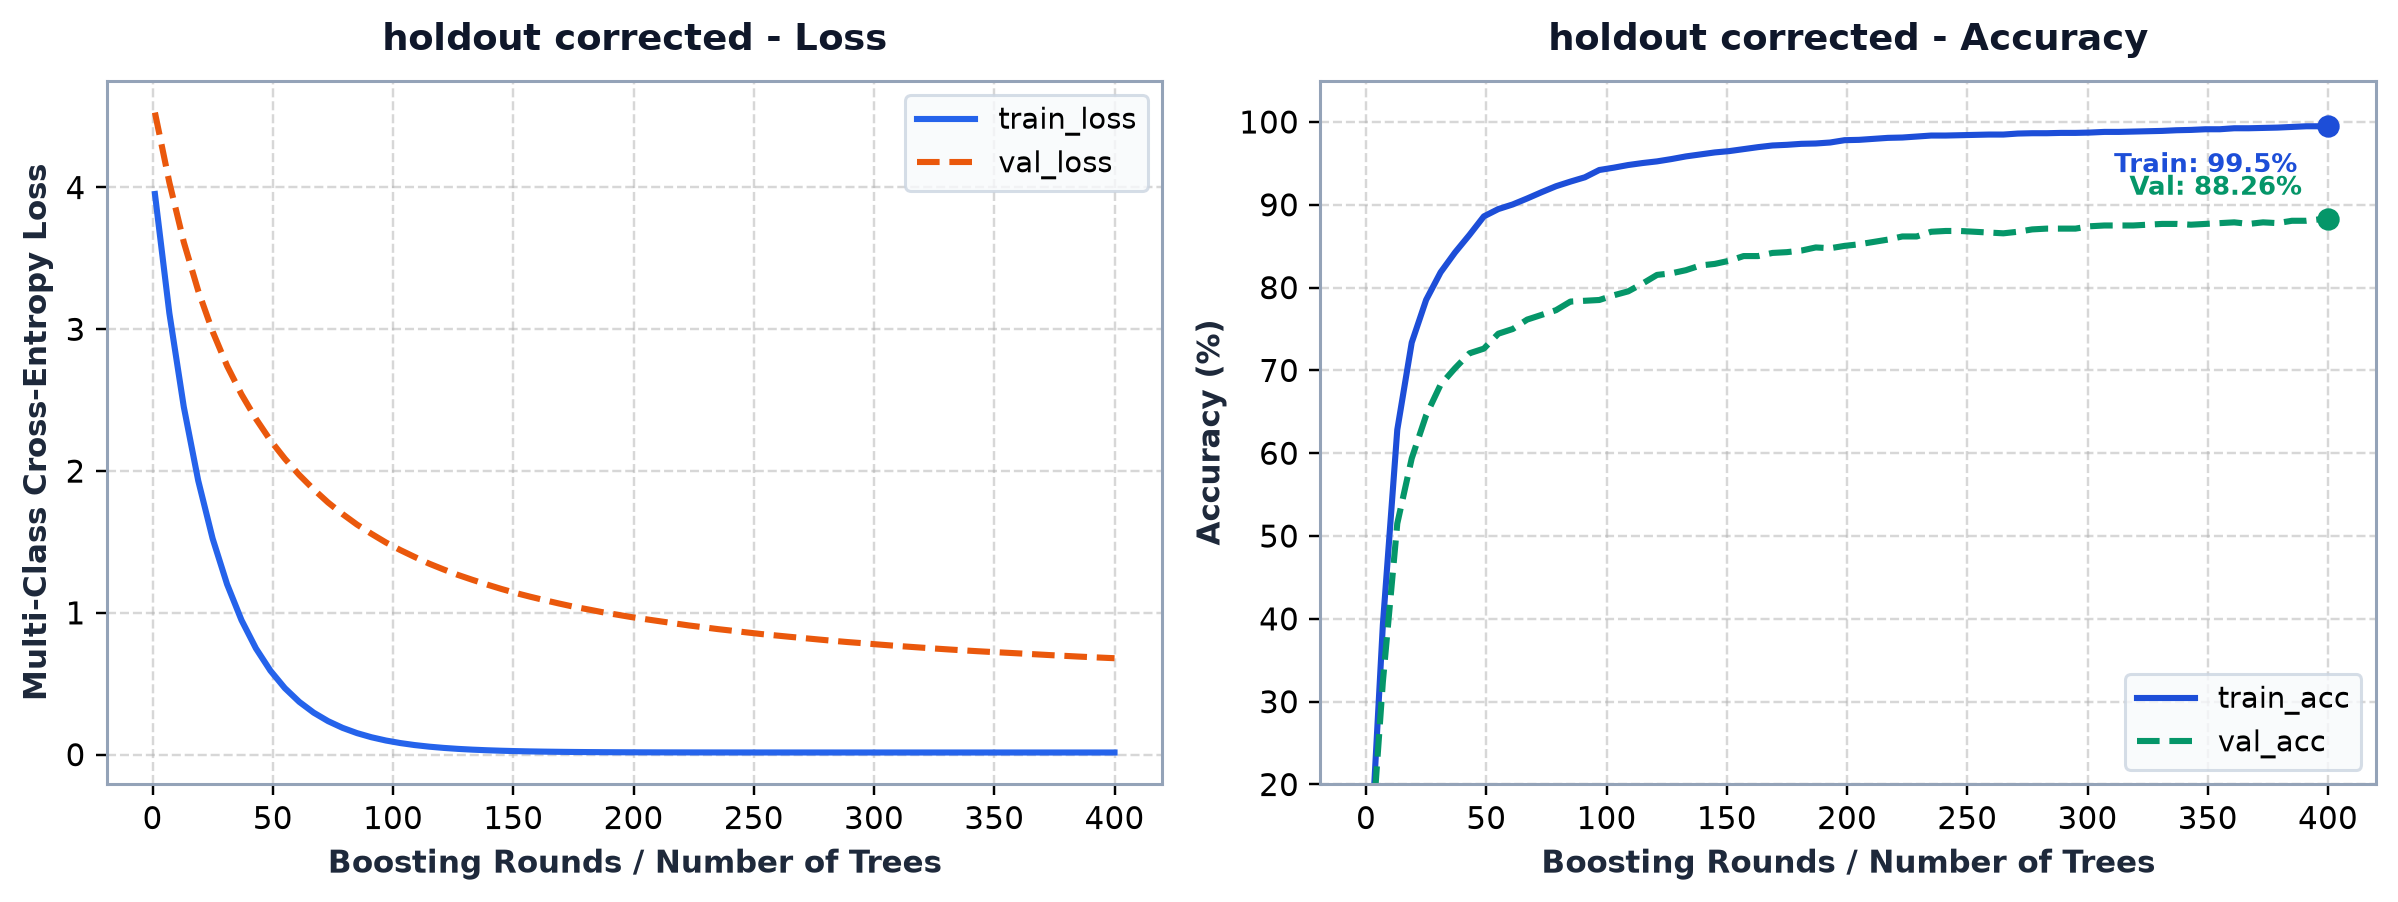 holdout corrected - Loss
Multi-Class Cross-Entropy Loss
4
3
2
1
0
train_loss
val_loss
0 50 100 150 200 250 300 350 400
Boosting Rounds / Number of Trees
holdout corrected - Accuracy
Accuracy (%)
100
90
80
70
60
50
40
30
20
Train: 99.5%
Val: 88.26%
train_acc
val_acc
0 50 100 150 200 250 300 350 400
Boosting Rounds / Number of Trees